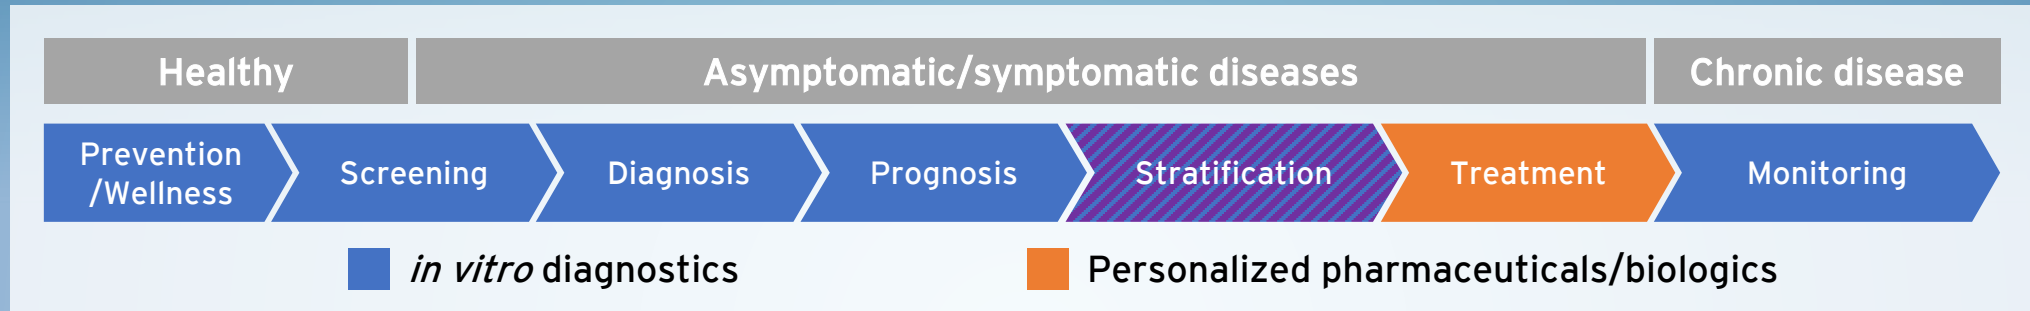 Healthy
Asymptomatic/symptomatic diseases
Chronic disease
Prevention
/Wellness
Screening
Diagnosis
Prognosis
Stratification
Treatment
Monitoring
in vitro diagnostics
Personalized pharmaceuticals/biologics